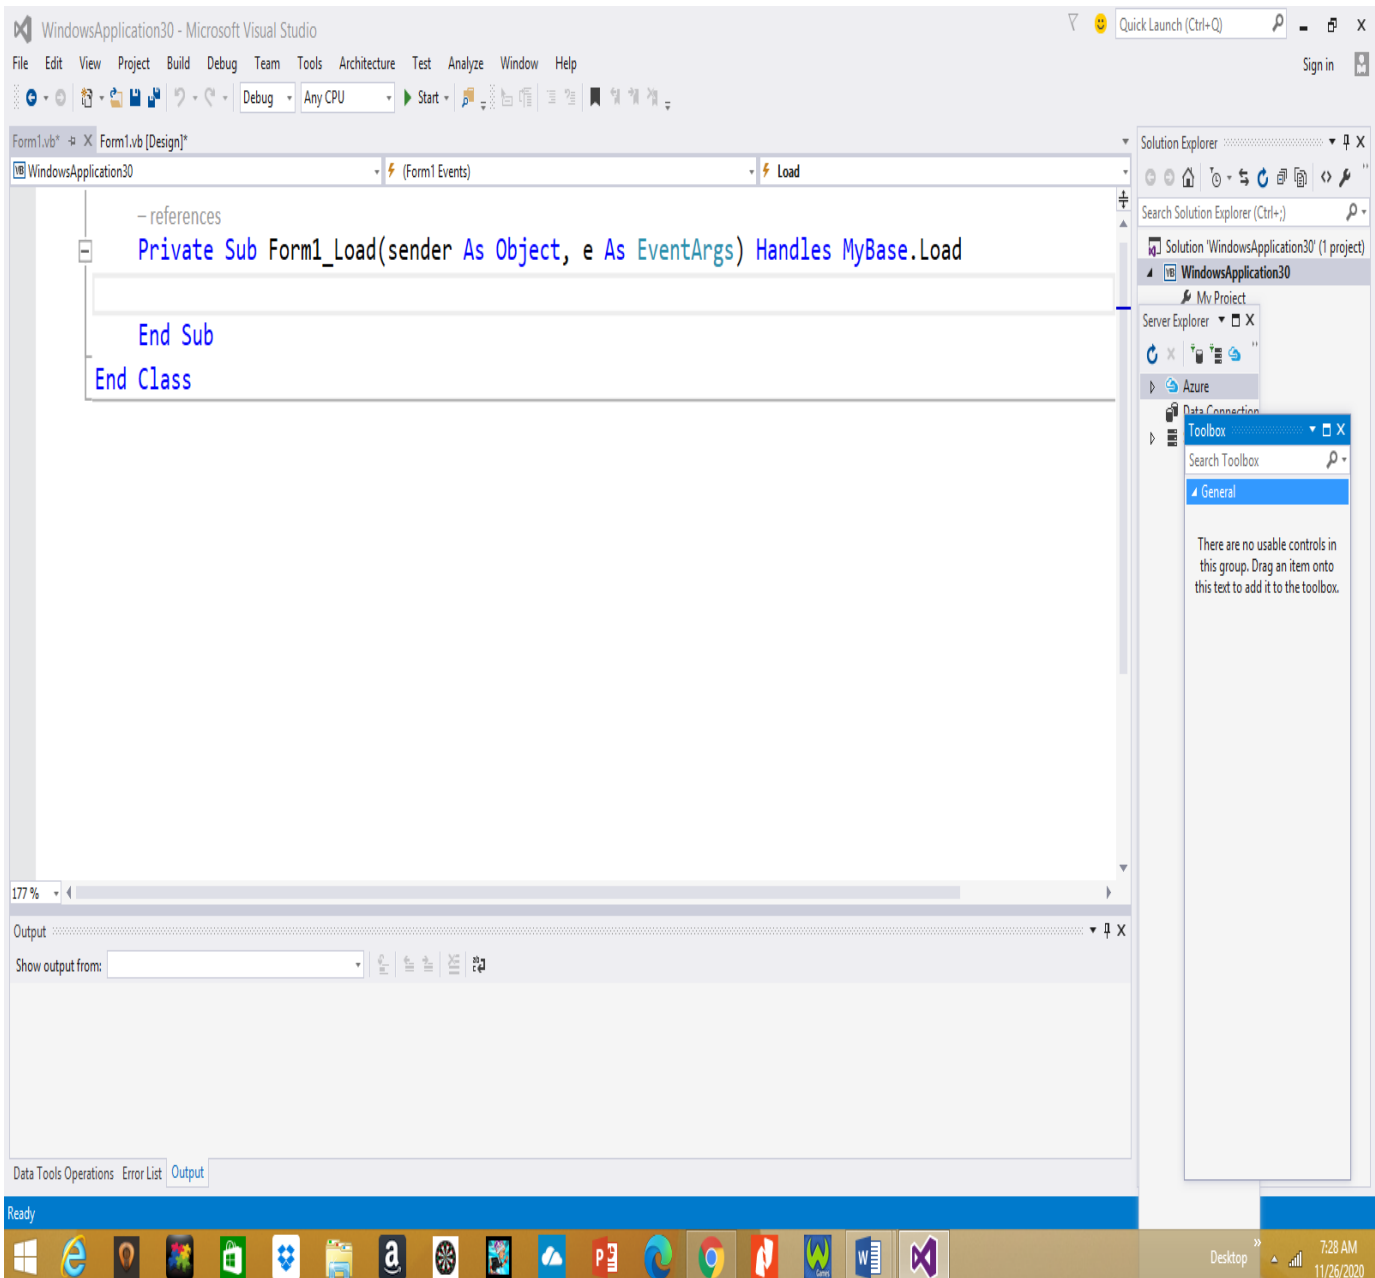 WindowsApplication30 - Microsoft Visual Studio
Quick Launch (Ctrl+Q)
File Edit View Project Build Debug Team Tools Architecture Test Analyze Window Help
Sign in
Debug Any CPU Start
Form1.vb* Form1.vb [Design]*
VB WindowsApplication30 (Form1 Events) Load
– references
Private Sub Form1_Load(sender As Object, e As EventArgs) Handles MyBase.Load
End Sub
End Class
177 %
Output
Show output from:
Data Tools Operations Error List Output
Ready
Solution Explorer
Search Solution Explorer (Ctrl+;)
Solution 'WindowsApplication30' (1 project)
VB WindowsApplication30
My Project
Server Explorer
Azure
Data Connection
Toolbox
Search Toolbox
General
There are no usable controls in
this group. Drag an item onto
this text to add it to the toolbox.
Desktop
7:28 AM
11/26/2020